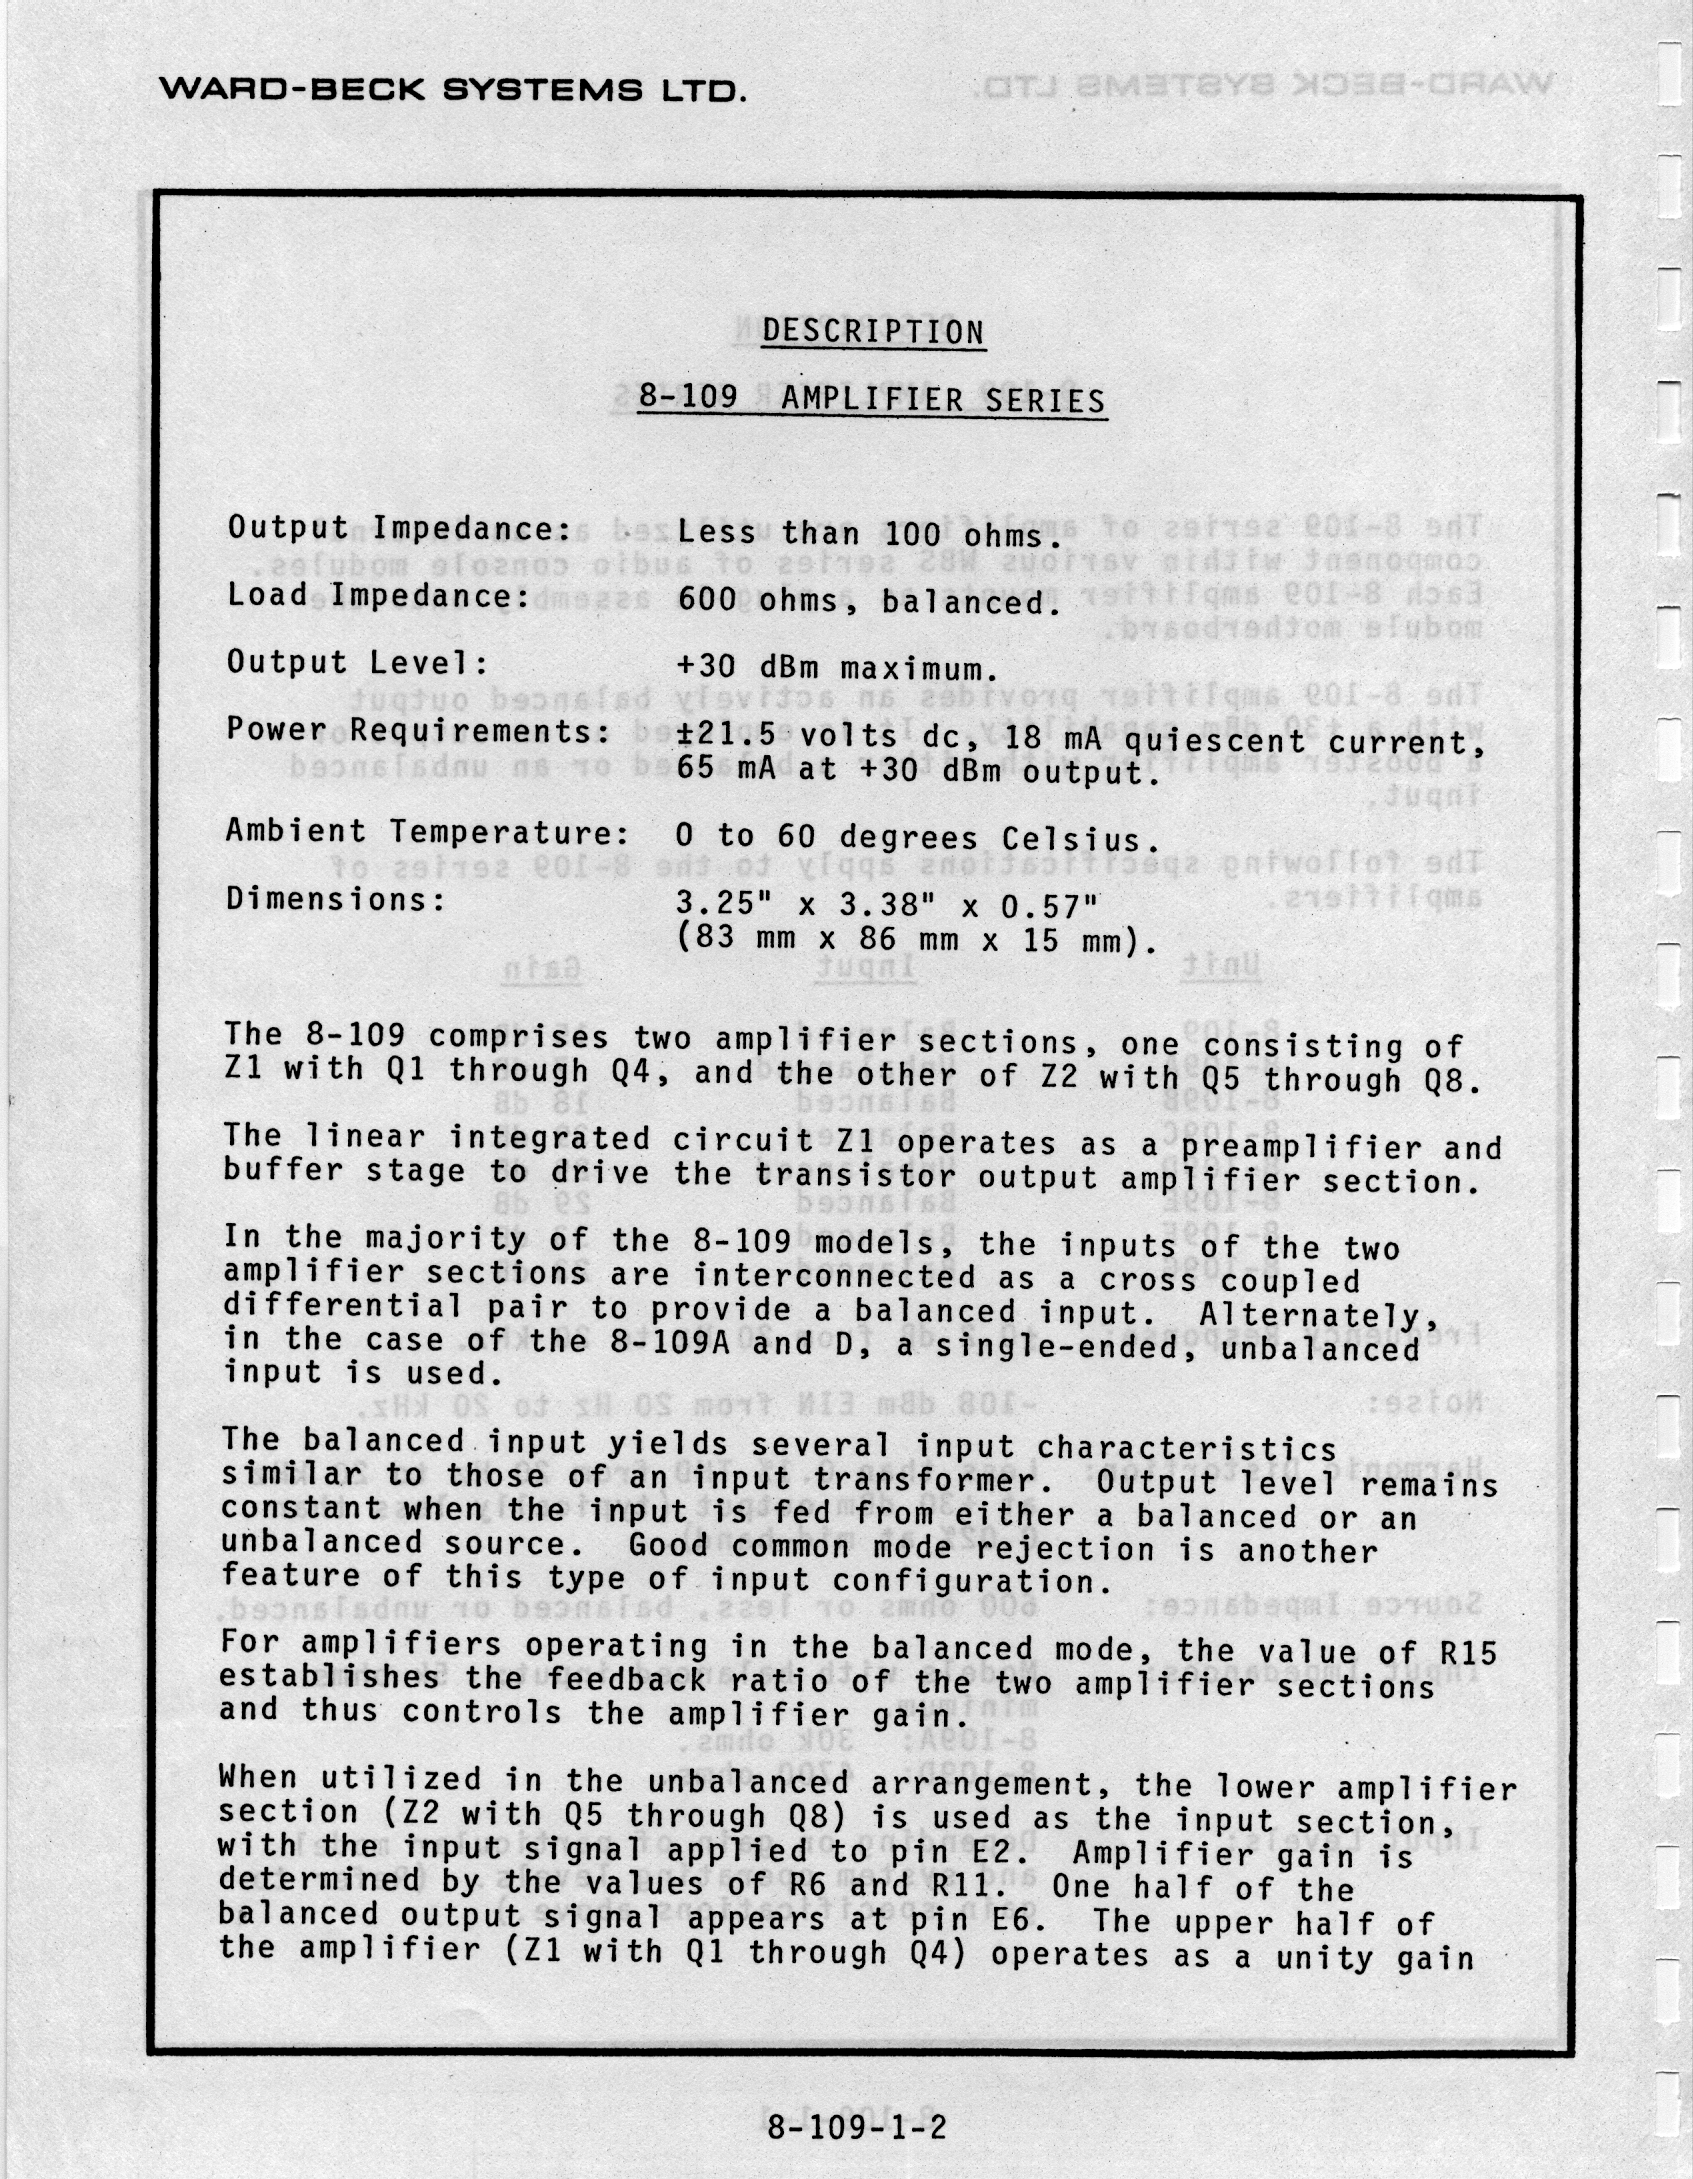 WARD-BECK SYSTEMS LTD.
DESCRIPTION
8-109 AMPLIFIER SERIES
Output Impedance: Less than 100 ohms.
Load Impedance: 600 ohms, balanced.
Output Level: +30 dBm maximum.
Power Requirements: ±21.5 volts dc, 18 mA quiescent current,
65 mA at +30 dBm output.
Ambient Temperature: 0 to 60 degrees Celsius.
Dimensions: 3.25" x 3.38" x 0.57"
(83 mm x 86 mm x 15 mm).
The 8-109 comprises two amplifier sections, one consisting of
Z1 with Q1 through Q4, and the other of Z2 with Q5 through Q8.
The linear integrated circuit Z1 operates as a preamplifier and
buffer stage to drive the transistor output amplifier section.
In the majority of the 8-109 models, the inputs of the two
amplifier sections are interconnected as a cross coupled
differential pair to provide a balanced input. Alternately,
in the case of the 8-109A and D, a single-ended, unbalanced
input is used.
The balanced input yields several input characteristics
similar to those of an input transformer. Output level remains
constant when the input is fed from either a balanced or an
unbalanced source. Good common mode rejection is another
feature of this type of input configuration.
For amplifiers operating in the balanced mode, the value of R15
establishes the feedback ratio of the two amplifier sections
and thus controls the amplifier gain.
When utilized in the unbalanced arrangement, the lower amplifier
section (Z2 with Q5 through Q8) is used as the input section,
with the input signal applied to pin E2. Amplifier gain is
determined by the values of R6 and R11. One half of the
balanced output signal appears at pin E6. The upper half of
the amplifier (Z1 with Q1 through Q4) operates as a unity gain
8-109-1-2